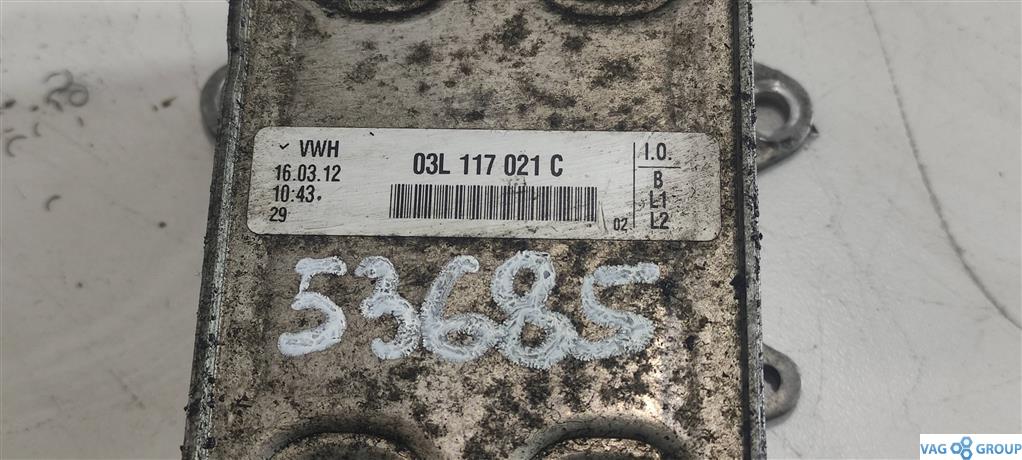 ✓ VWH
16.03.12
10:43.
29
03L 117 021 C
02
I.O.
B
L1
L2
53685
VAG GROUP